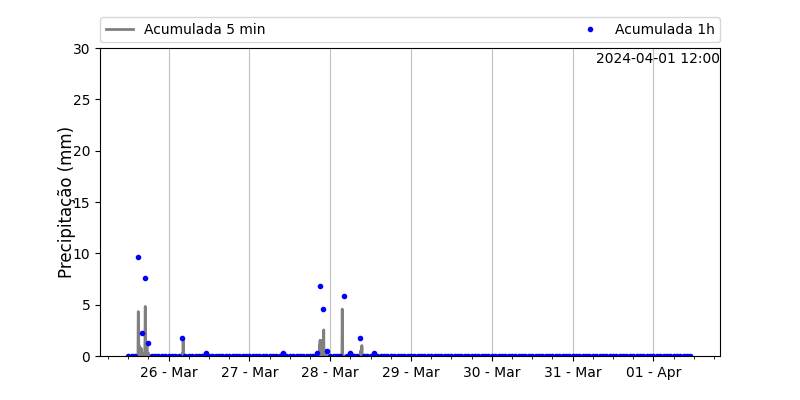 Acumulada 5 min
Acumulada 1h
2024-04-01 12:00
Precipitação (mm)
30
25
20
15
10
5
0
26 - Mar
27 - Mar
28 - Mar
29 - Mar
30 - Mar
31 - Mar
01 - Apr